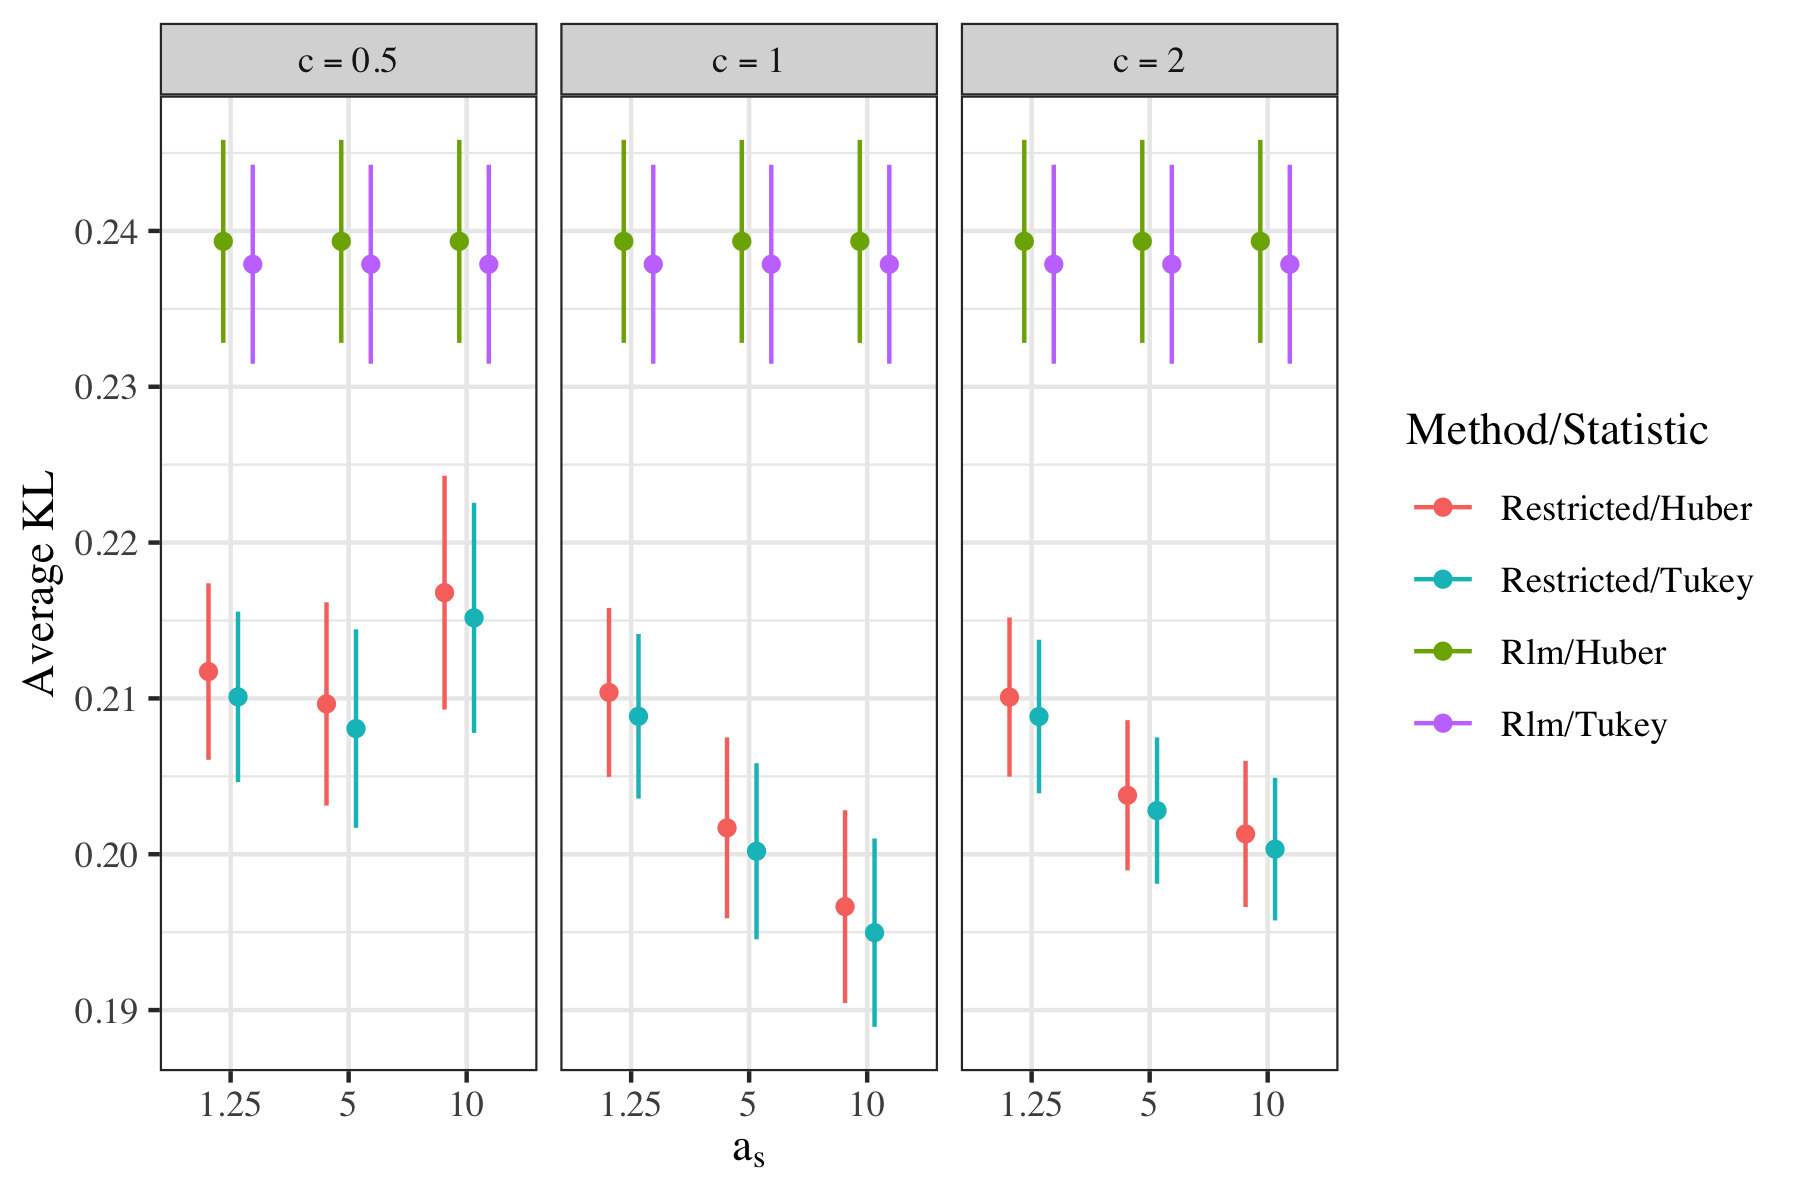 c = 0.5
c = 1
c = 2
0.24
0.23
0.22
0.21
0.20
0.19
Average KL
1.25 5 10
1.25 5 10
1.25 5 10
a_s
Method/Statistic
Restricted/Huber
Restricted/Tukey
Rlm/Huber
Rlm/Tukey